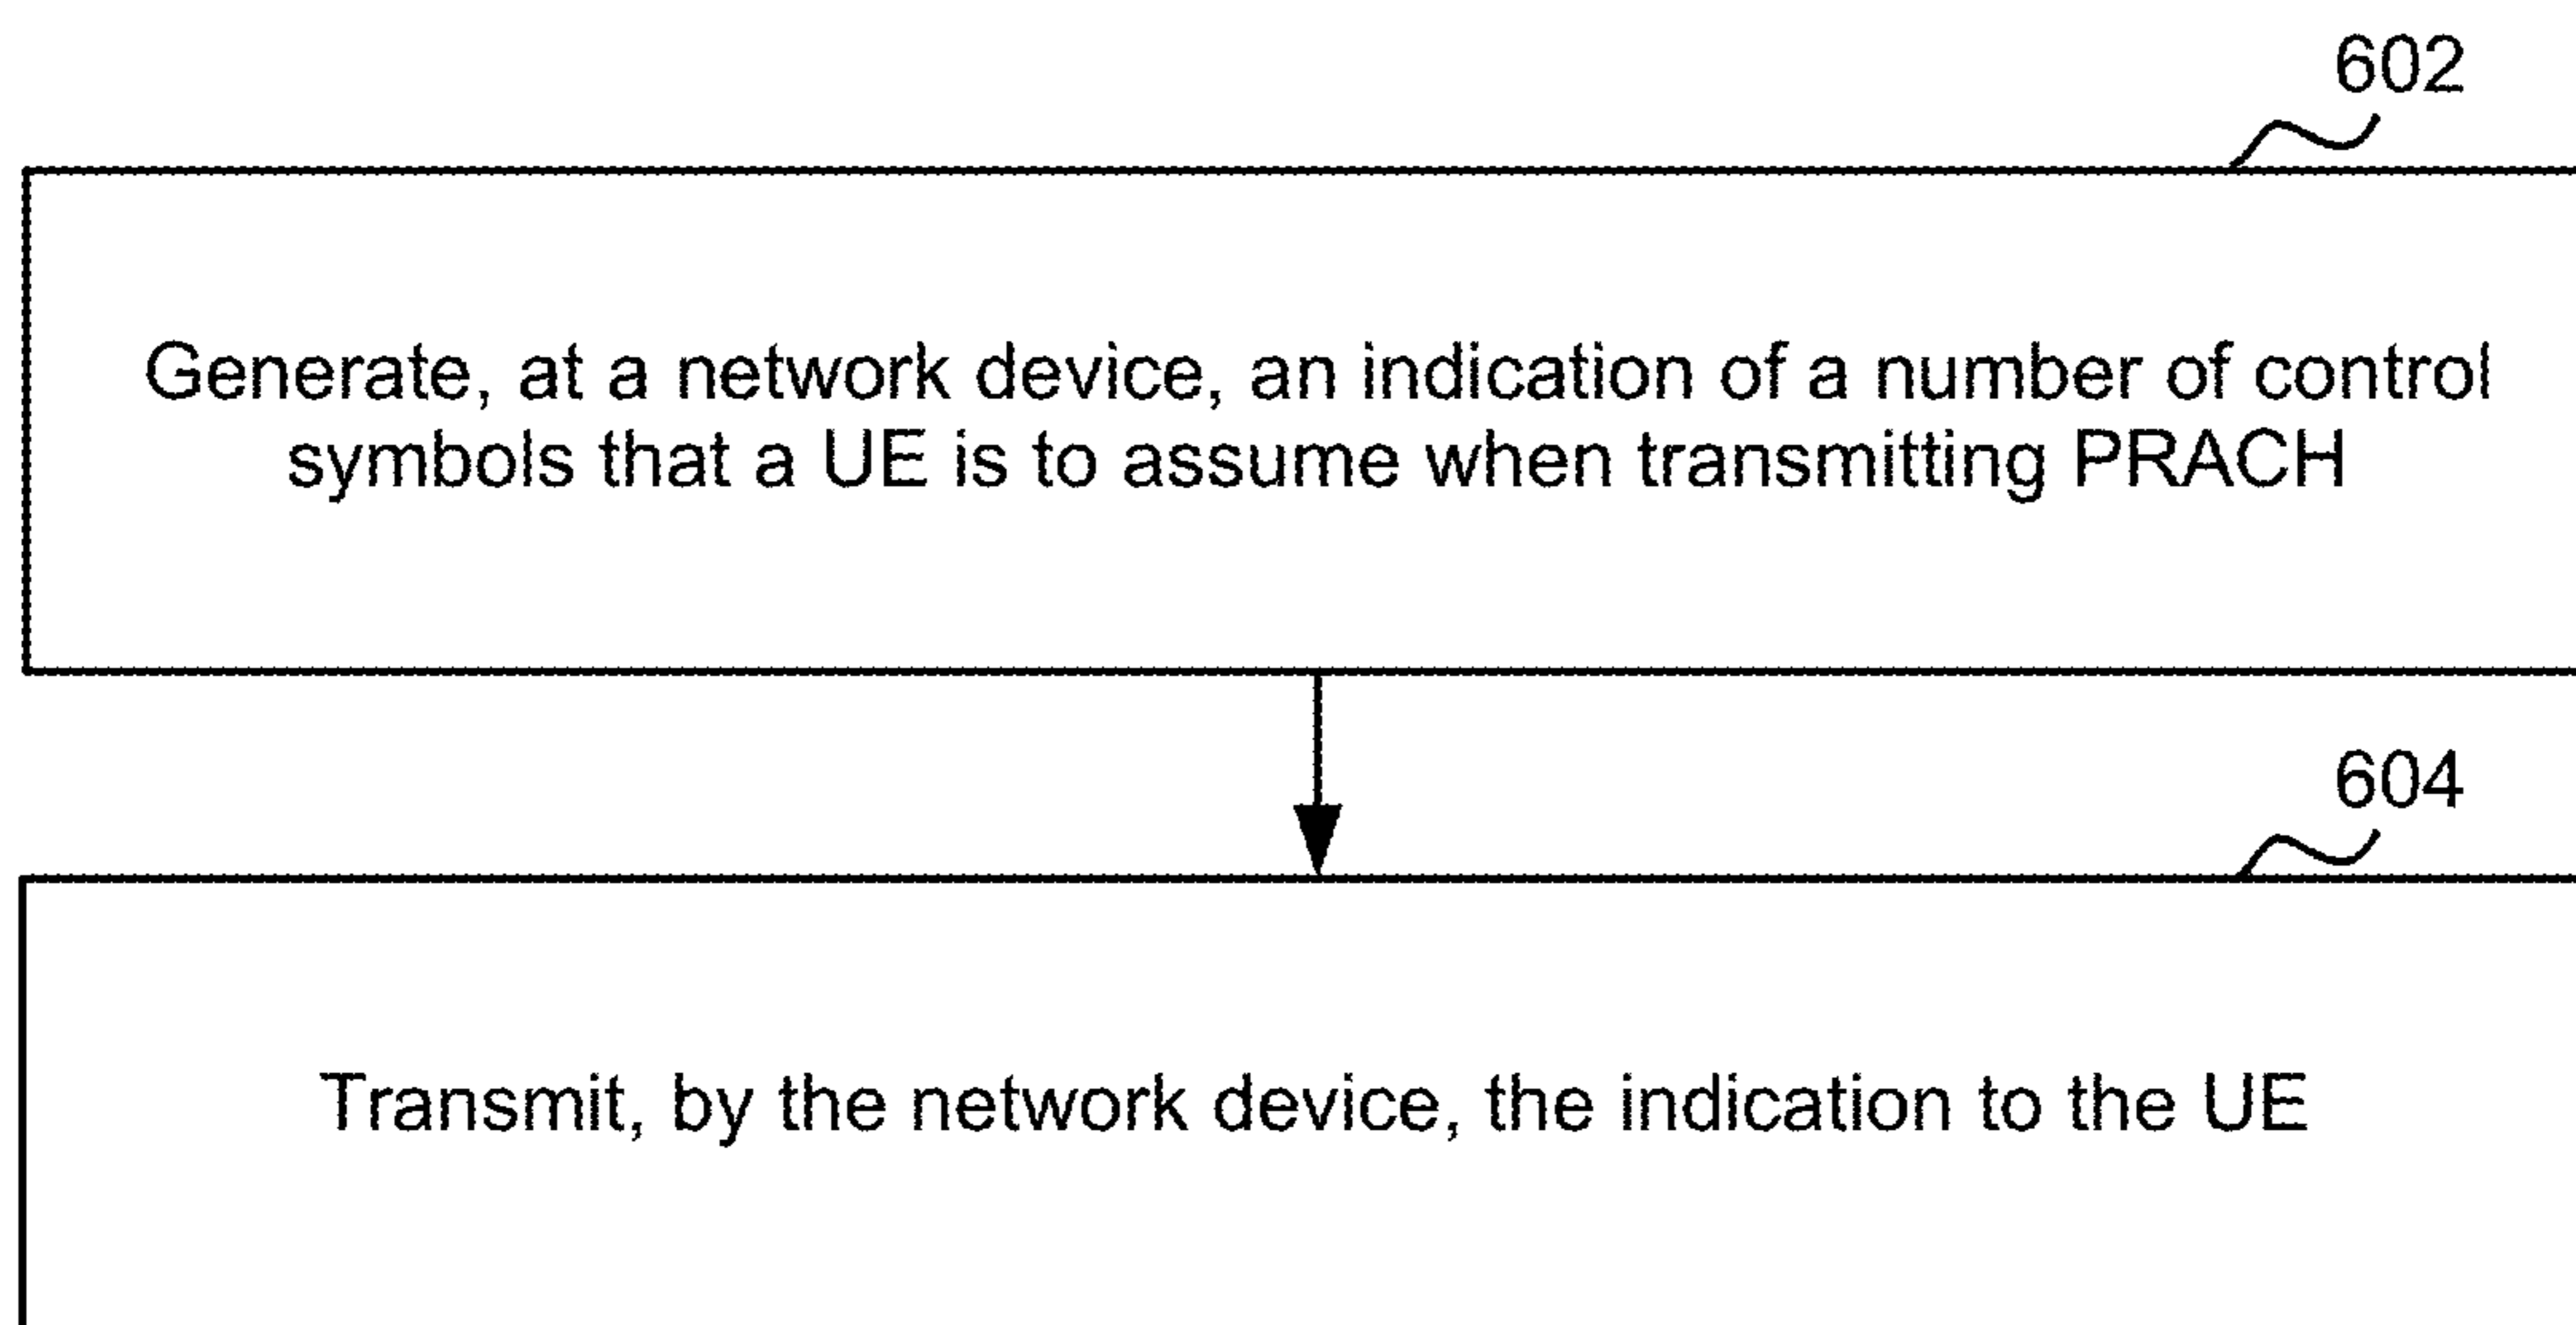 602
Generate, at a network device, an indication of a number of control
symbols that a UE is to assume when transmitting PRACH
604
Transmit, by the network device, the indication to the UE